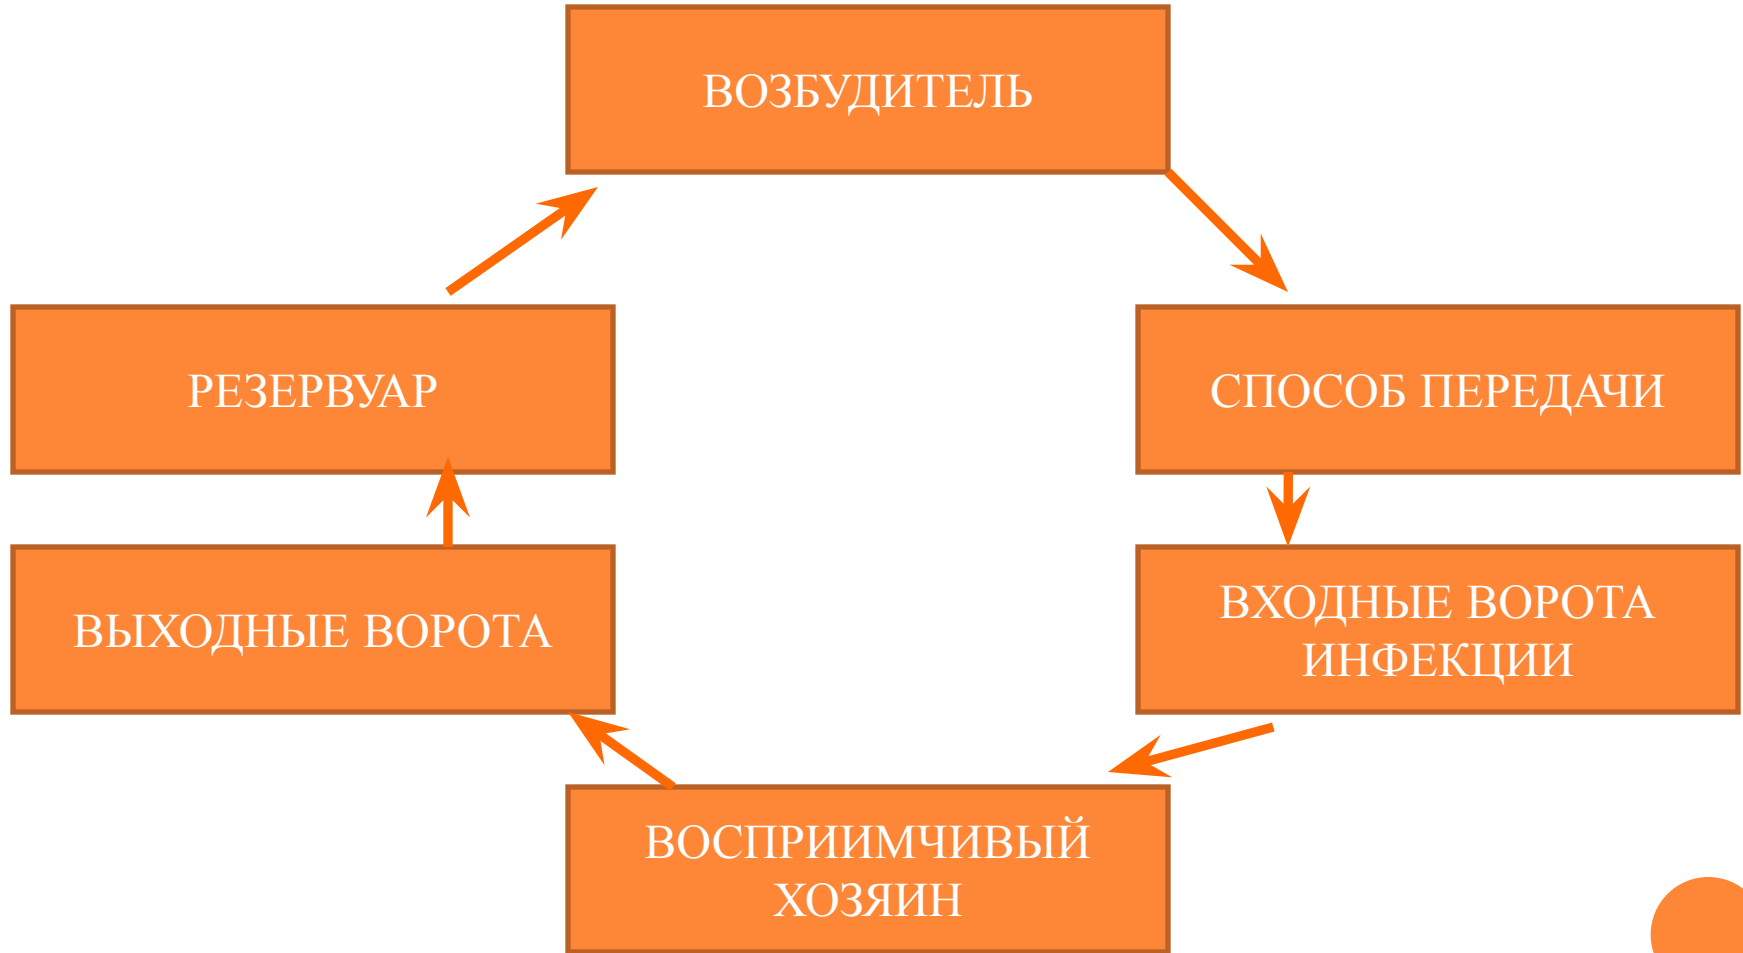 ВОЗБУДИТЕЛЬ
РЕЗЕРВУАР
СПОСОБ ПЕРЕДАЧИ
ВЫХОДНЫЕ ВОРОТА
ВХОДНЫЕ ВОРОТА
ИНФЕКЦИИ
ВОСПРИИМЧИВЫЙ
ХОЗЯИН